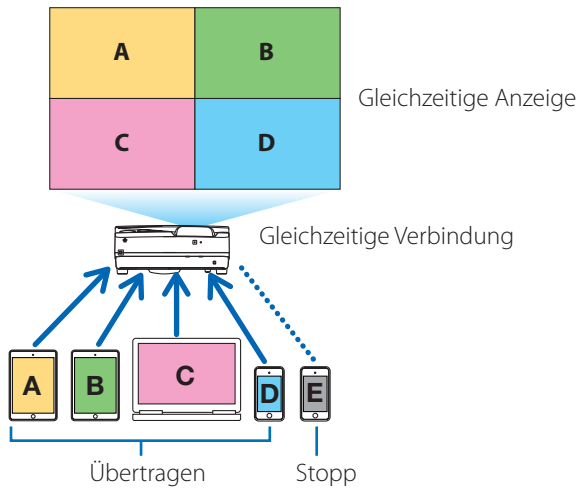 A
B
Gleichzeitige Anzeige
C
D
Gleichzeitige Verbindung
A
B
C
D
E
Übertragen
Stopp